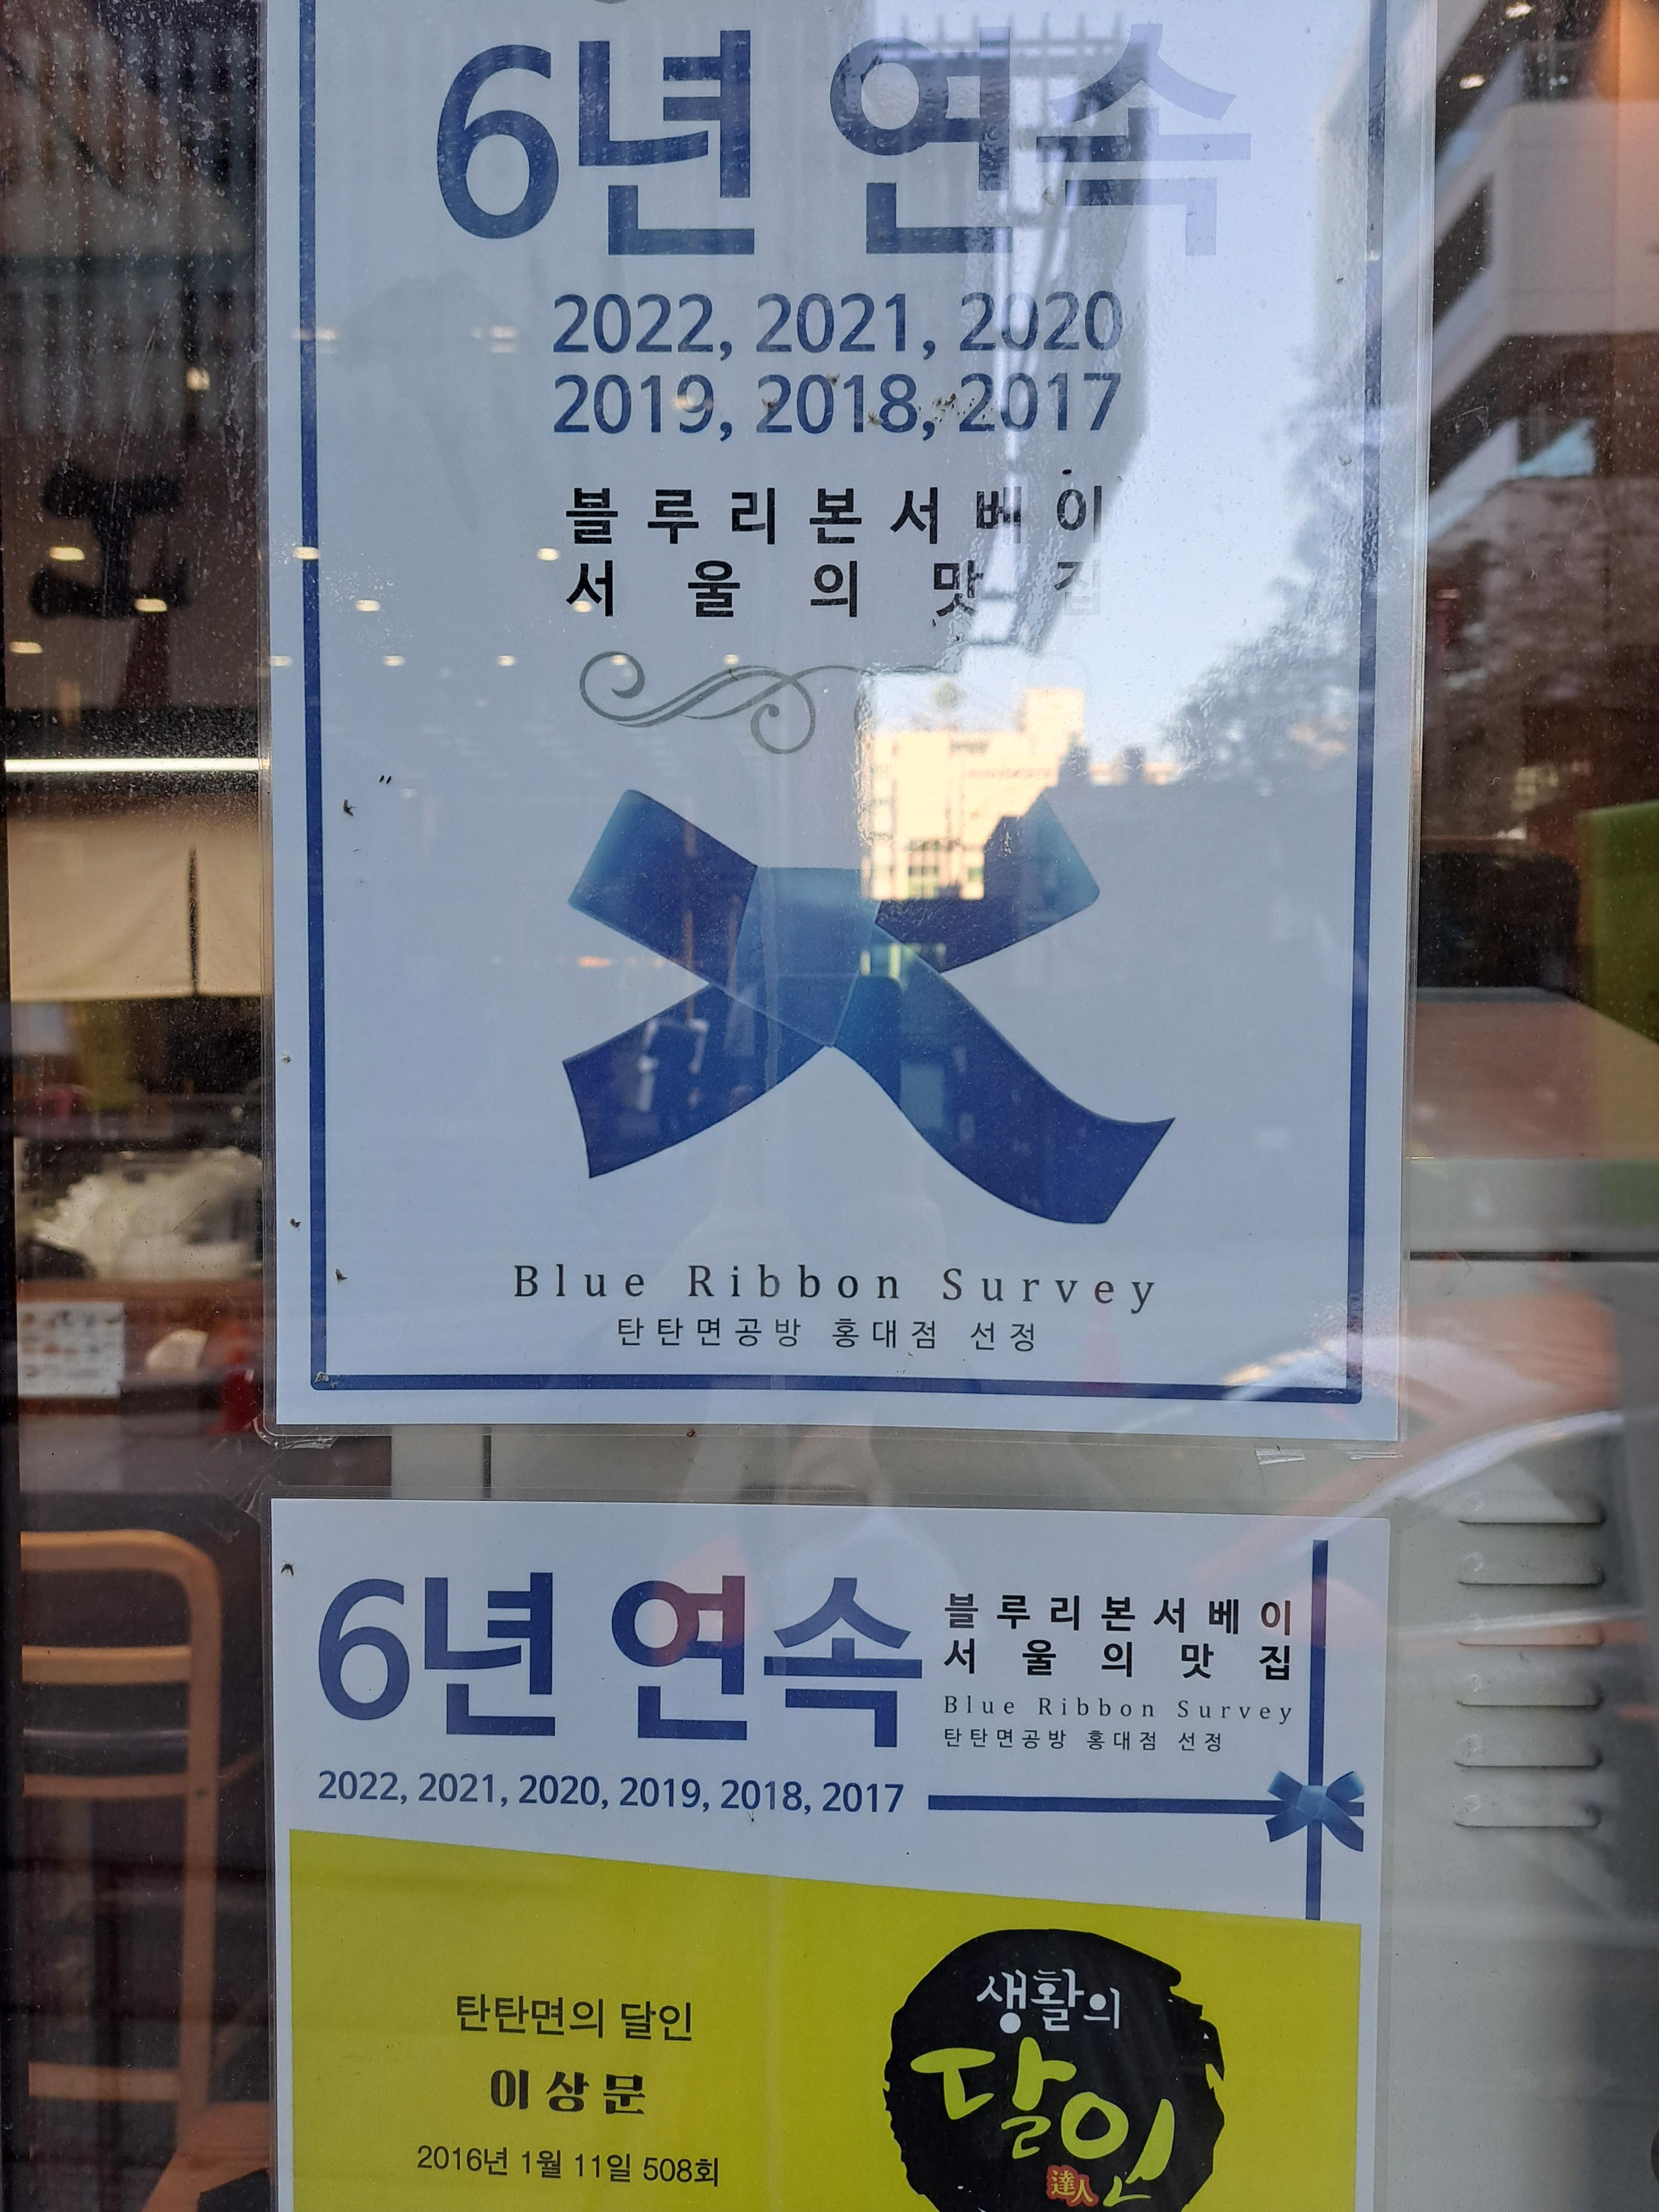 6년 연속
2022, 2021, 2020
2019, 2018, 2017
블루리본서베이
서울의맛집
Blue Ribbon Survey
탄탄면공방 홍대점 선정
6년 연속
블루리본서베이
서울의맛집
Blue Ribbon Survey
탄탄면공방 홍대점 선정
2022, 2021, 2020, 2019, 2018, 2017
탄탄면의 달인
이상문
2016년 1월 11일 508회
생활의
달인
達人